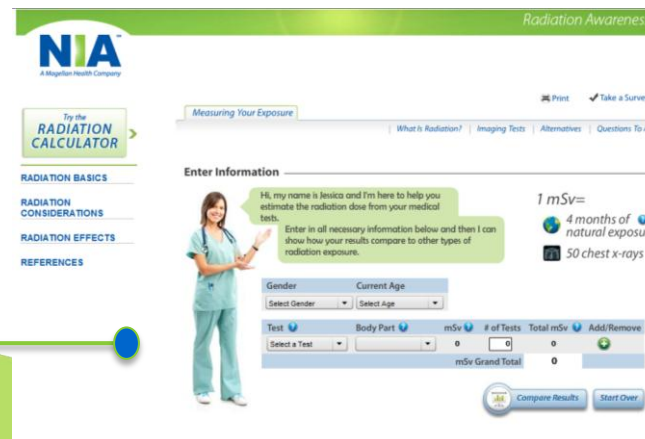 Radiation Awareness
NIA
A Magellan Health Company
Print
Take a Surve
Try the
RADIATION
CALCULATOR
Measuring Your Exposure
What Is Radiation? | Imaging Tests | Alternatives | Questions To A
RADIATION BASICS
RADIATION
CONSIDERATIONS
RADIATION EFFECTS
REFERENCES
Enter Information
Hi, my name is Jessica and I'm here to help you
estimate the radiation dose from your medical
tests.
Enter in all necessary information below and then I can
show how your results compare to other types of
radiation exposure.
1 mSv=
4 months of
natural exposu
50 chest x-rays
Gender Current Age
Select Gender Select Age
Test Body Part mSv # of Tests Total mSv Add/Remove
Select a Test 0 0 0
mSv Grand Total 0
Compare Results Start Over